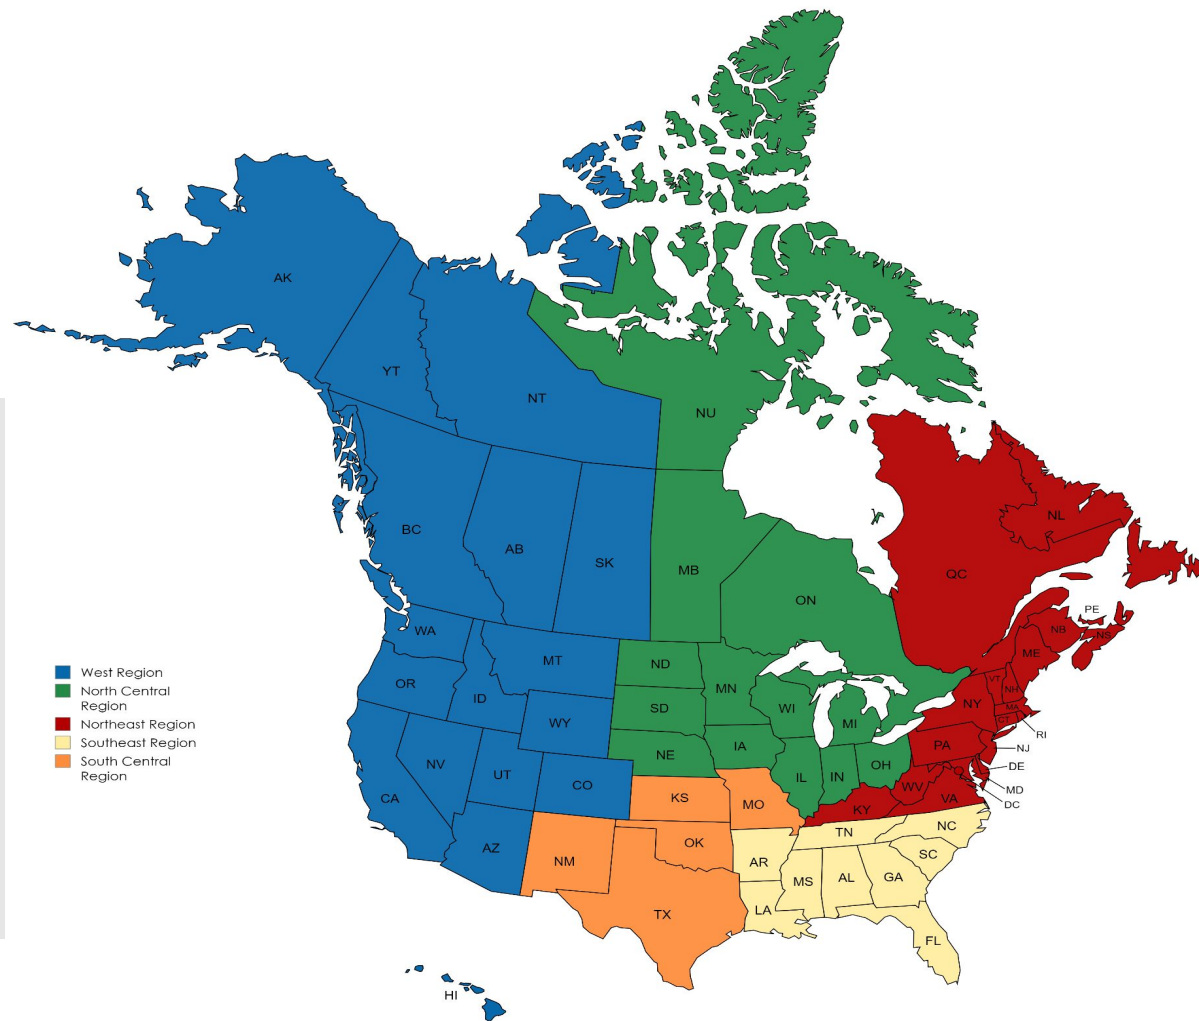 AK
YT
NT
NU
BC
AB
SK
MB
ON
QC
NL
PE
NB
NS
WA
MT
ND
MN
ME
OR
ID
WY
SD
WI
MI
NY
VT
NH
MA
CT
RI
NV
UT
CO
NE
IA
IL
IN
OH
PA
NJ
DE
MD
DC
CA
AZ
NM
KS
MO
KY
WV
VA
OK
TX
AR
TN
NC
SC
LA
MS
AL
GA
FL
HI
West Region
North Central
Region
Northeast Region
Southeast Region
South Central
Region